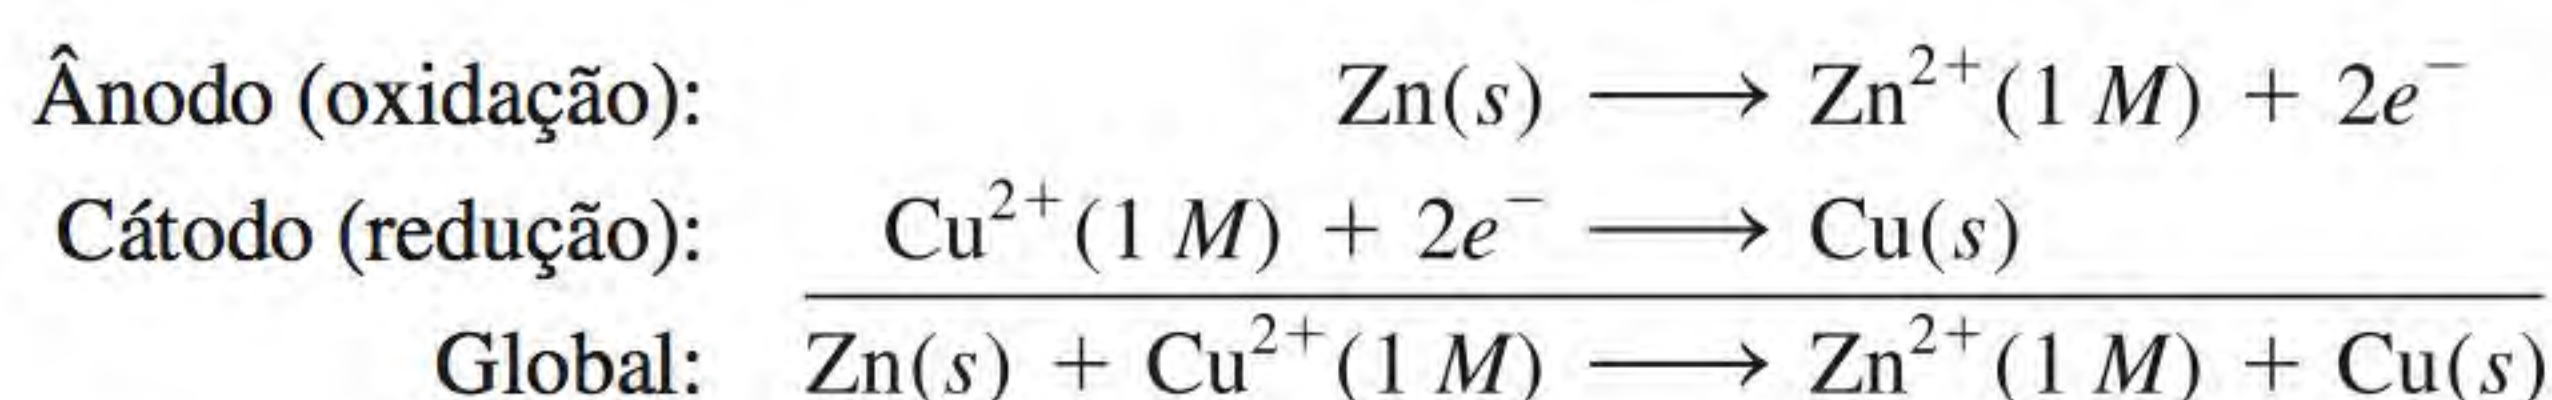 Ânodo (oxidação): Zn(s) ⟶ Zn²⁺(1 M) + 2e⁻
Cátodo (redução): Cu²⁺(1 M) + 2e⁻ ⟶ Cu(s)
Global: Zn(s) + Cu²⁺(1 M) ⟶ Zn²⁺(1 M) + Cu(s)